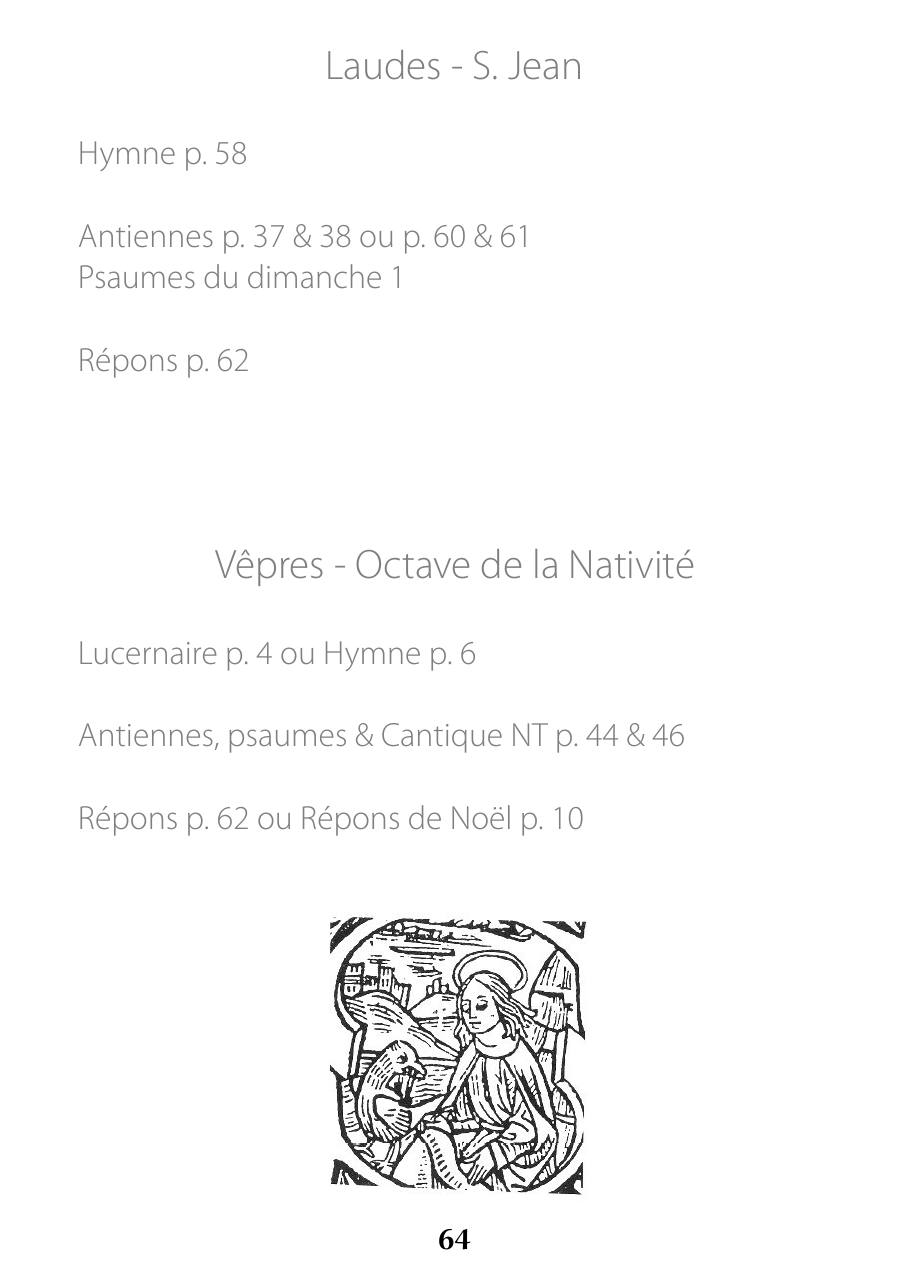 Laudes - S. Jean
Hymne p. 58
Antiennes p. 37 & 38 ou p. 60 & 61
Psaumes du dimanche 1
Répons p. 62
Vêpres - Octave de la Nativité
Lucernaire p. 4 ou Hymne p. 6
Antiennes, psaumes & Cantique NT p. 44 & 46
Répons p. 62 ou Répons de Noël p. 10
64